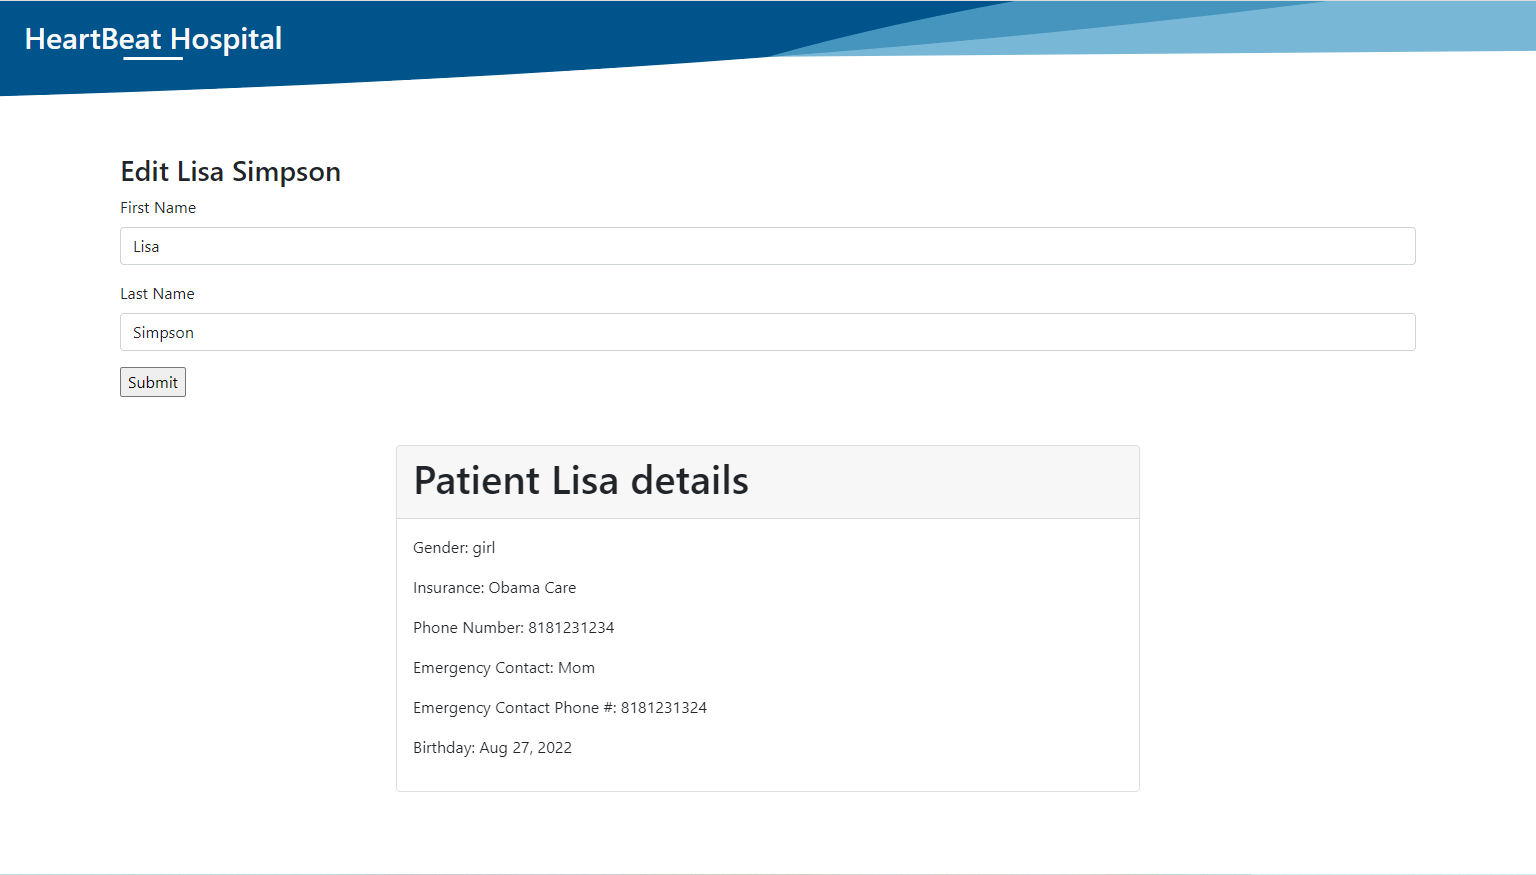 HeartBeat Hospital
Edit Lisa Simpson
First Name
Lisa
Last Name
Simpson
Submit
Patient Lisa details
Gender: girl
Insurance: Obama Care
Phone Number: 8181231234
Emergency Contact: Mom
Emergency Contact Phone #: 8181231324
Birthday: Aug 27, 2022